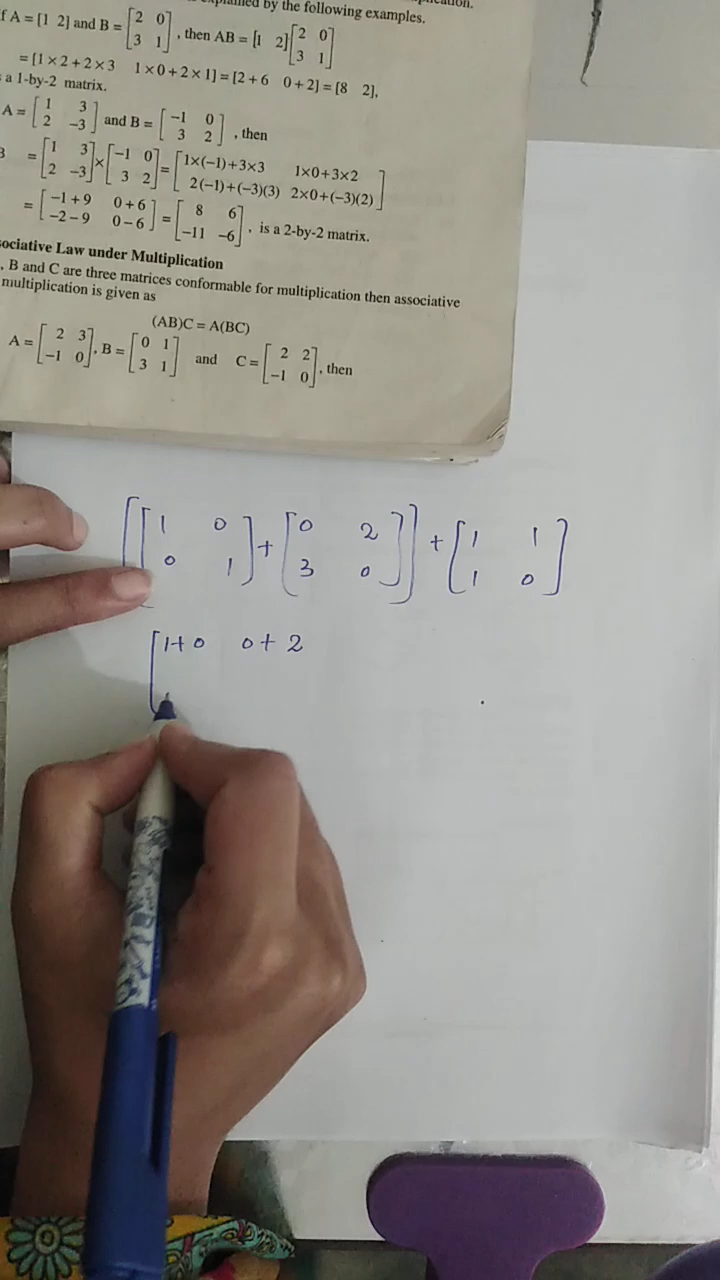 by the following examples.
If A = [1 2] and B = [2 0; 3 1], then AB = [1 2][2 0; 3 1]
= [1×2+2×3 1×0+2×1] = [2+6 0+2] = [8 2],
a 1-by-2 matrix.
A = [1 3; 2 −3] and B = [−1 0; 3 2], then
= [1 3; 2 −3] × [−1 0; 3 2] = [1×(−1)+3×3 1×0+3×2; 2(−1)+(−3)(3) 2×0+(−3)(2)]
= [−1+9 0+6; −2−9 0−6] = [8 6; −11 −6], is a 2-by-2 matrix.
Law under Multiplication
, B and C are three matrices conformable for multiplication then associative
multiplication is given as
(AB)C = A(BC)
A = [2 3; −1 0], B = [0 1; 3 1] and C = [2 2; −1 0], then
[[1 0; 0 1] + [0 2; 3 0]] + [1 1; 1 0]
[1+0 0+2